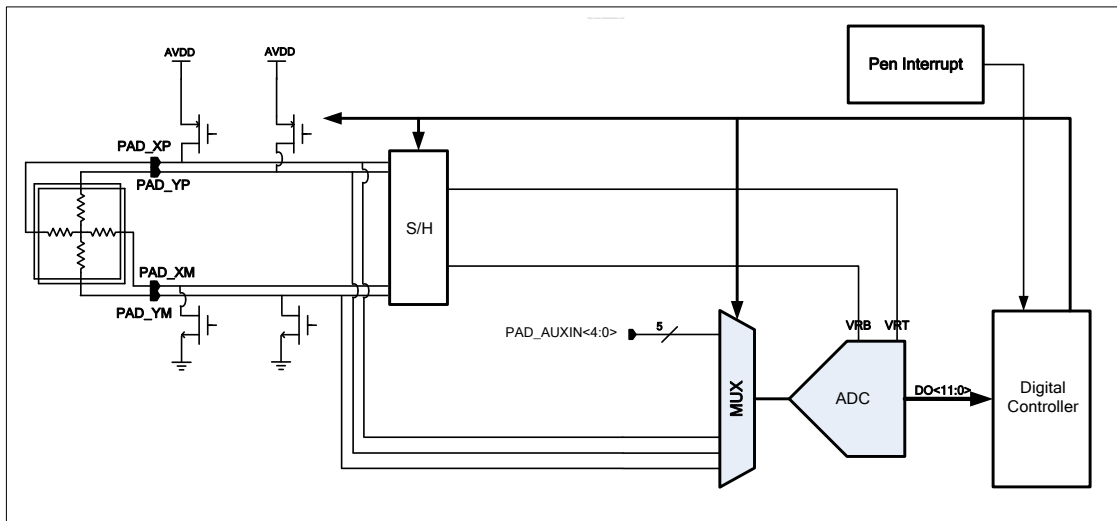 AVDD
AVDD
Pen Interrupt
PAD_XP
PAD_YP
S/H
PAD_XM
PAD_YM
PAD_AUXIN<4:0>
5
MUX
VRB
VRT
ADC
DO<11:0>
Digital
Controller